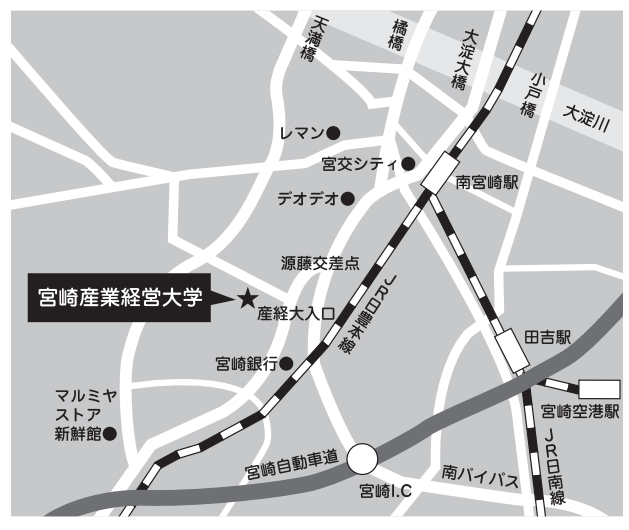 天満橋
橘橋
大淀大橋
小戸橋
大淀川
レマン
宮交シティ
南宮崎駅
デオデオ
源藤交差点
宮崎産業経営大学
産経大入口
JR日豊本線
宮崎銀行
田吉駅
マルミヤ
ストア
新鮮館
宮崎空港駅
宮崎自動車道
宮崎I.C
南バイパス
JR日南線